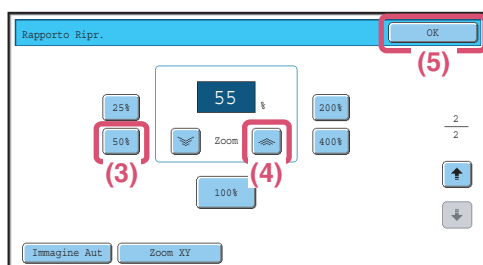 Rapporto Ripr.
OK
(5)
55 %
25%
200%
50%
Zoom
400%
(3)
(4)
100%
2
2
Immagine Aut
Zoom XY